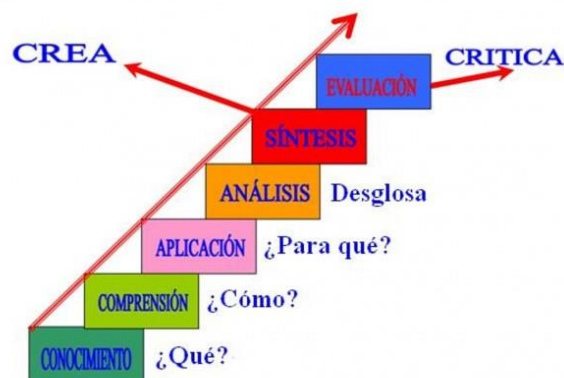 CREA
CRITICA
EVALUACIÓN
SÍNTESIS
ANÁLISIS Desglosa
APLICACIÓN ¿Para qué?
COMPRENSIÓN ¿Cómo?
CONOCIMIENTO ¿Qué?